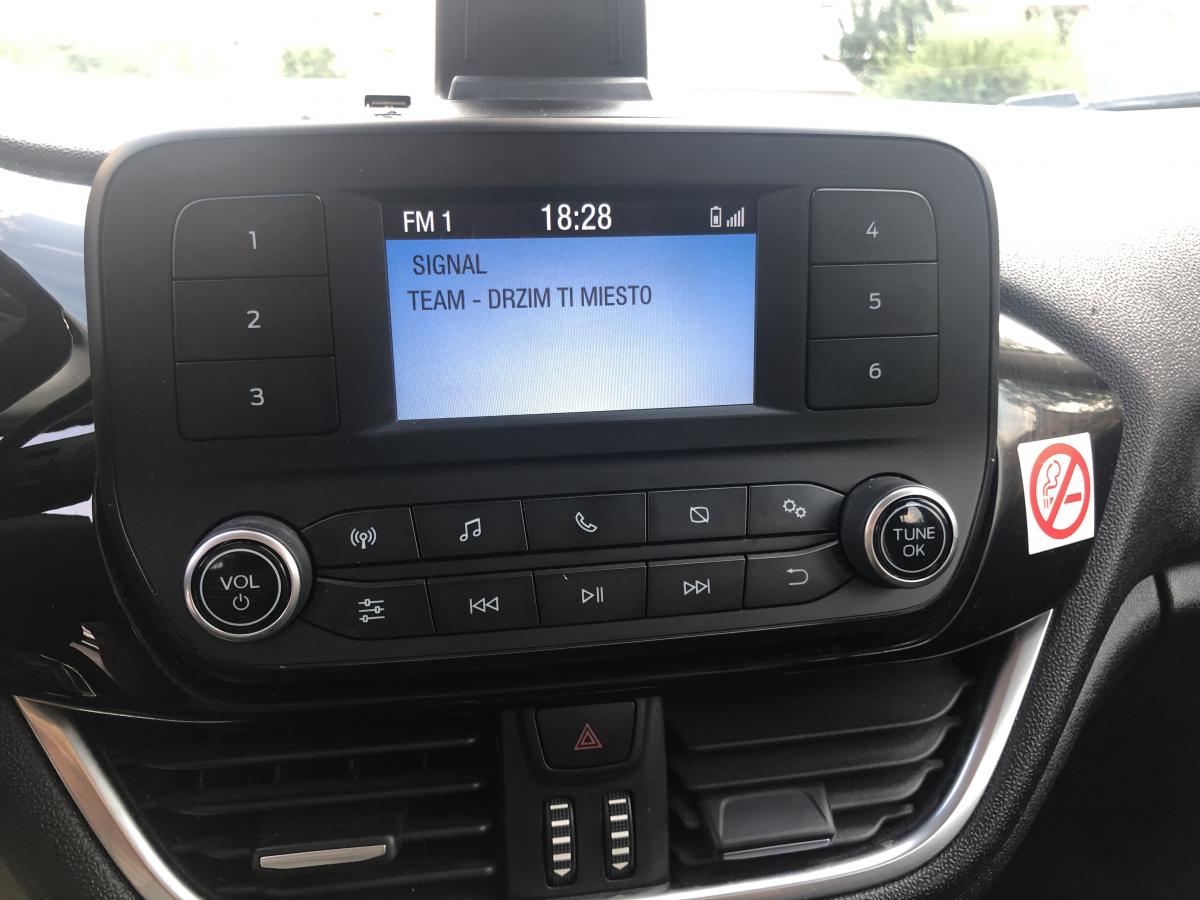 FM 1 18:28
SIGNAL
TEAM - DRZIM TI MIESTO
1
2
3
4
5
6
VOL
TUNE
OK